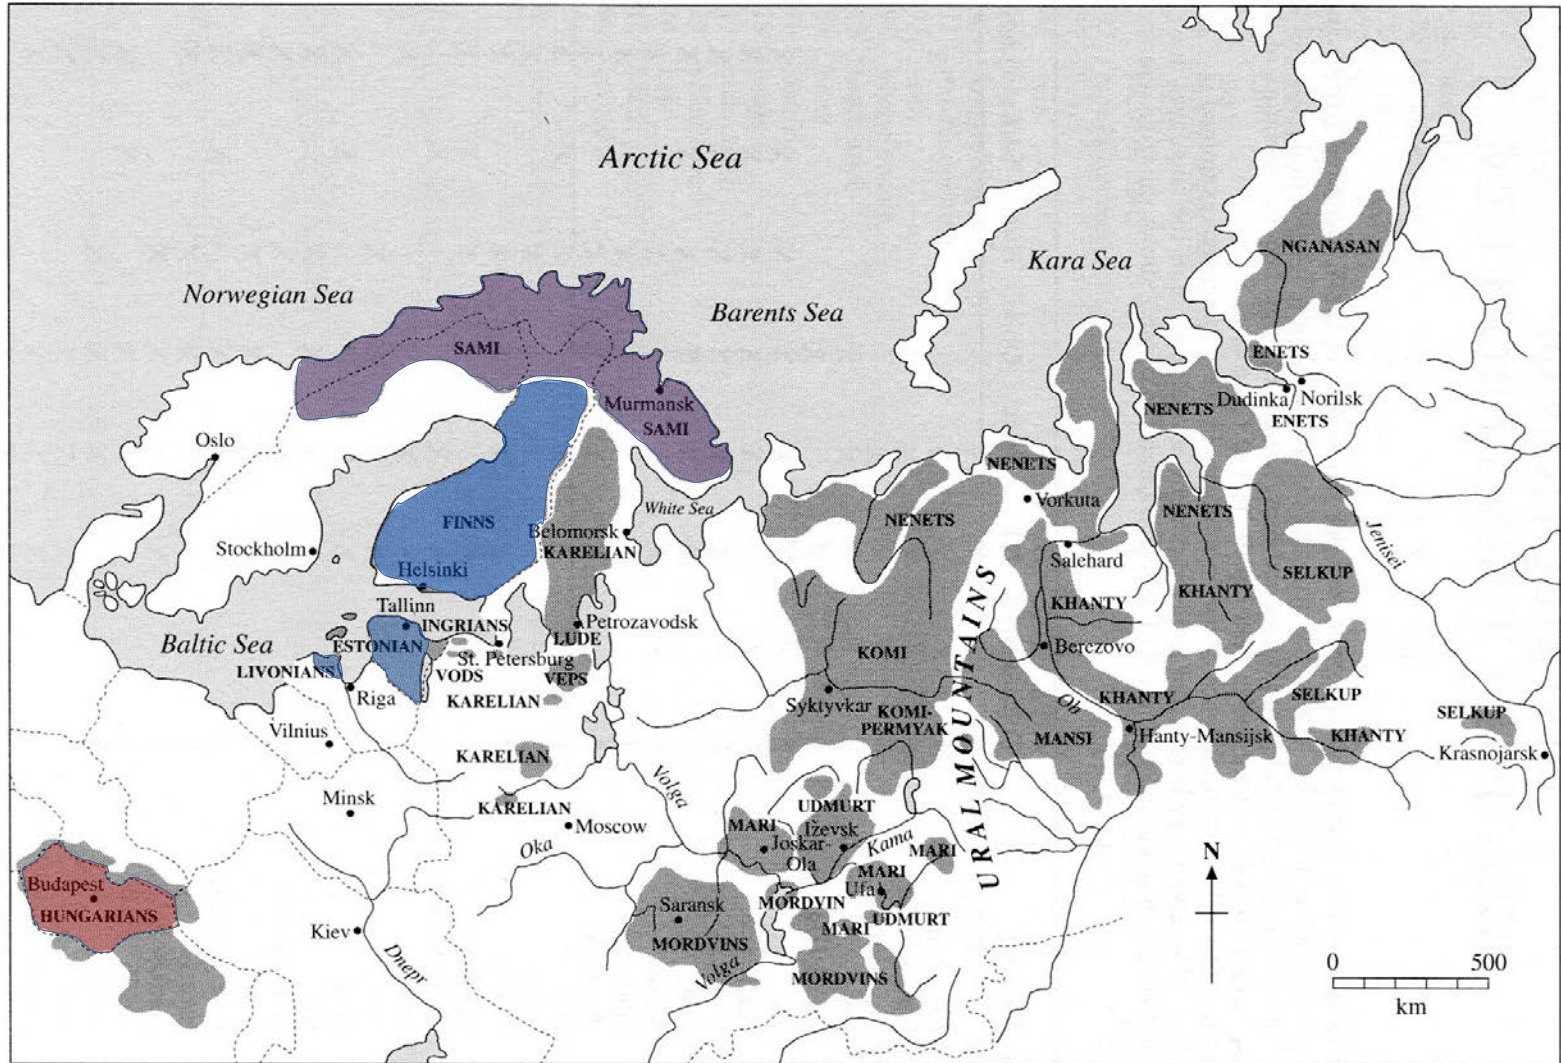 Arctic Sea
NGANASAN
Kara Sea
Norwegian Sea
Barents Sea
SAMI
ENETS
Murmansk
NENETS
Dudinka
Norilsk
ENETS
SAMI
Oslo
NENETS
Vorkuta
White Sea
FINNS
NENETS
NENETS
Jenisei
Belomorsk
KARELIAN
Stockholm
Salehard
Helsinki
SELKUP
KHANTY
Tallinn
KHANTY
INGRIANS
Petrozavodsk
Baltic Sea
ESTONIAN
LUDE
Berezovo
St. Petersburg
KOMI
LIVONIANS
VODS
VEPS
Riga
KARELIAN
Syktyvkar
KHANTY
Ob
SELKUP
KOMI-
PERMYAK
SELKUP
Vilnius
MANSI
Hanty-Mansijsk
KHANTY
Krasnojarsk
KARELIAN
URAL MOUNTAINS
Volga
Minsk
KARELIAN
UDMURT
Moscow
MARI
Iževsk
Oka
Joskar-
Ola
Kama
MARI
N
MARI
Budapest
Ufa
HUNGARIANS
Saransk
MORDVIN
UDMURT
MARI
Kiev
MORDVINS
Dnepr
Volga
MORDVINS
0 500
km